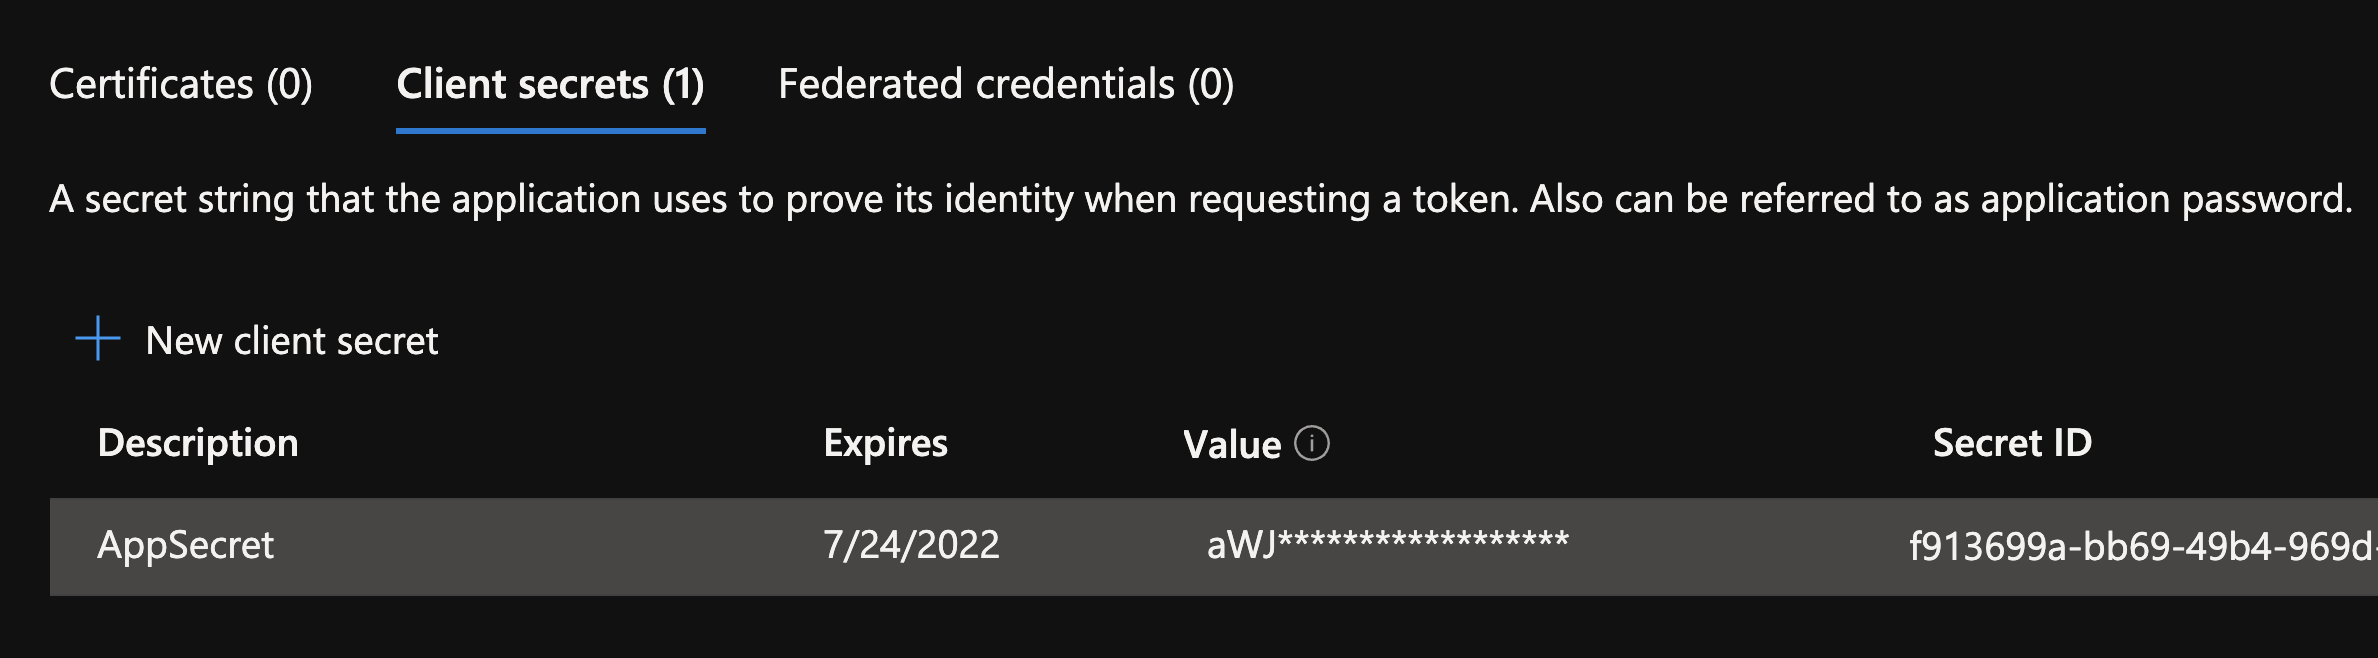 Certificates (0) Client secrets (1) Federated credentials (0)
A secret string that the application uses to prove its identity when requesting a token. Also can be referred to as application password.
New client secret
Description Expires Value Secret ID
AppSecret 7/24/2022 aWJ****************** f913699a-bb69-49b4-969d-